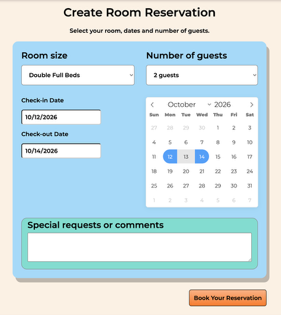 Create Room Reservation
Select your room, dates and number of guests.
Room size
Number of guests
Double Full Beds
2 guests
Check-in Date
10/12/2026
Check-out Date
10/14/2026
October 2026
Sun Mon Tue Wed Thu Fri Sat
27 28 29 30 1 2 3
4 5 6 7 8 9 10
11 12 13 14 15 16 17
18 19 20 21 22 23 24
25 26 27 28 29 30 31
1 2 3 4 5 6 7
Special requests or comments
Book Your Reservation